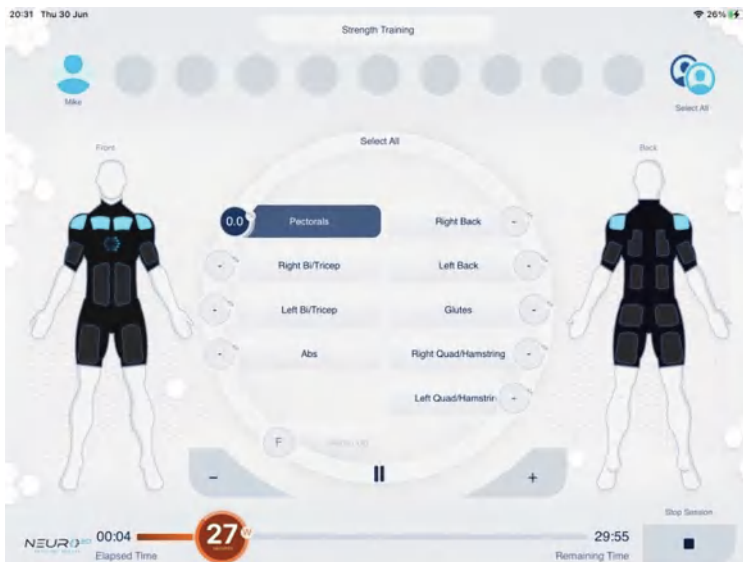 20:31 Thu 30 Jun
26%
Strength Training
Mike
Select All
Front
Select All
Back
0.0 Pectorals
Right Back -
- Right Bi/Tricep
Left Back -
- Left Bi/Tricep
Glutes -
- Abs
Right Quad/Hamstring -
Left Quad/Hamstrin -
F
-
+
Stop Session
NEURO20
00:04
27
29:55
Elapsed Time
Remaining Time